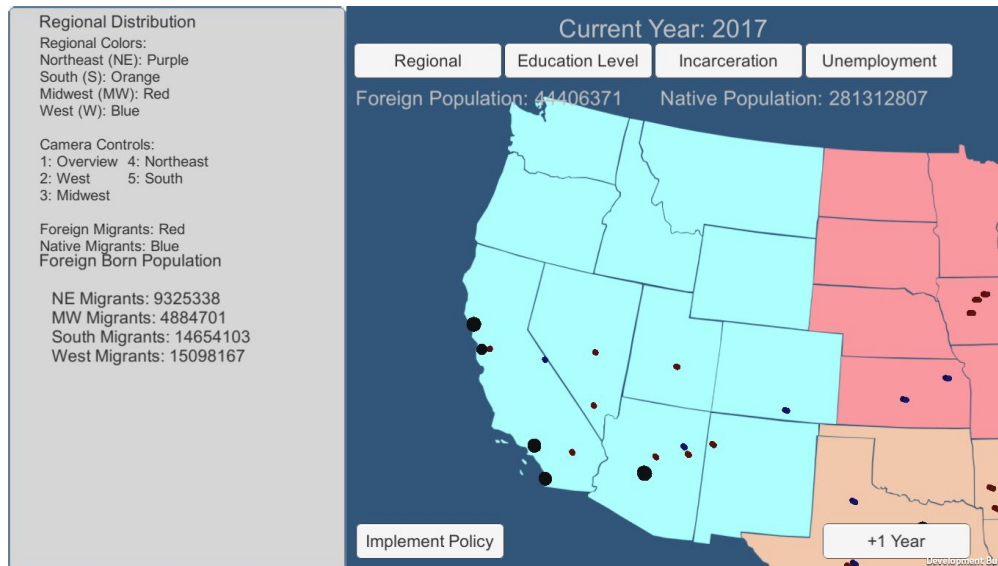 Regional Distribution
Regional Colors:
Northeast (NE): Purple
South (S): Orange
Midwest (MW): Red
West (W): Blue
Camera Controls:
1: Overview 4: Northeast
2: West 5: South
3: Midwest
Foreign Migrants: Red
Native Migrants: Blue
Foreign Born Population
NE Migrants: 9325338
MW Migrants: 4884701
South Migrants: 14654103
West Migrants: 15098167
Current Year: 2017
Regional Education Level Incarceration Unemployment
Foreign Population: 44406371 Native Population: 281312807
Implement Policy +1 Year
Development Bu